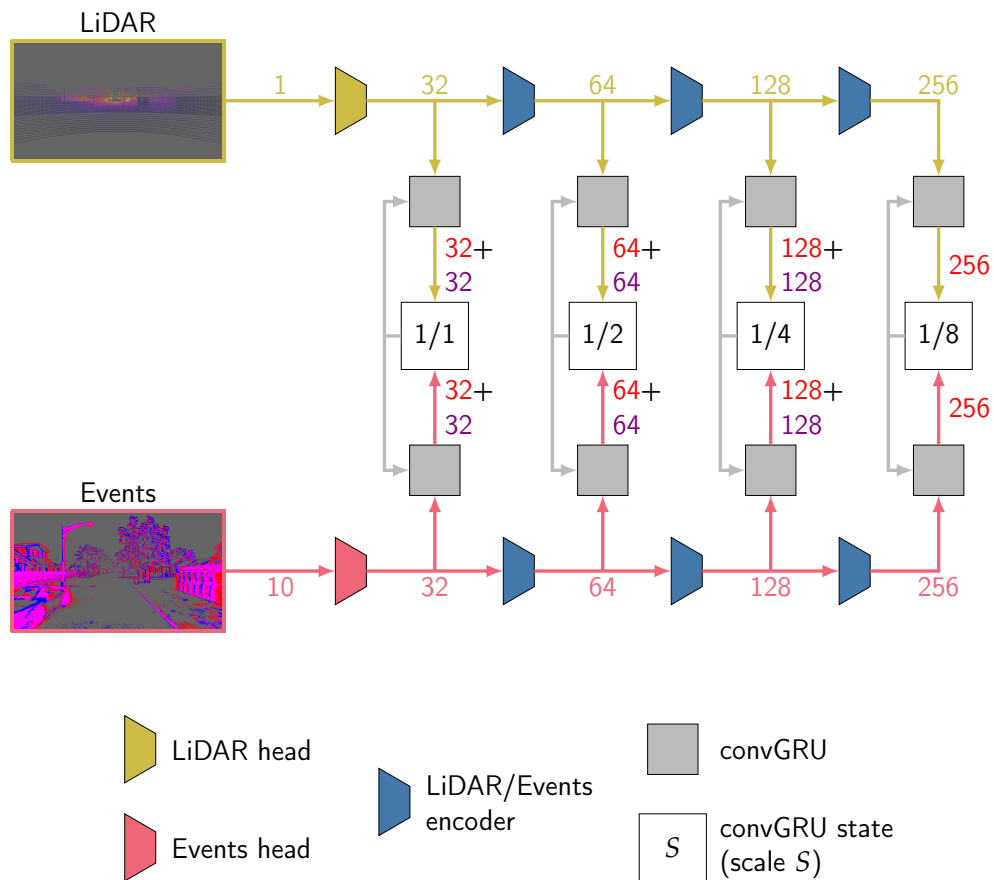 LiDAR
1
32
64
128
256
32+
32
64+
64
128+
128
256
1/1
1/2
1/4
1/8
32+
32
64+
64
128+
128
256
Events
10
32
64
128
256
LiDAR head
Events head
LiDAR/Events
encoder
convGRU
S
convGRU state
(scale S)